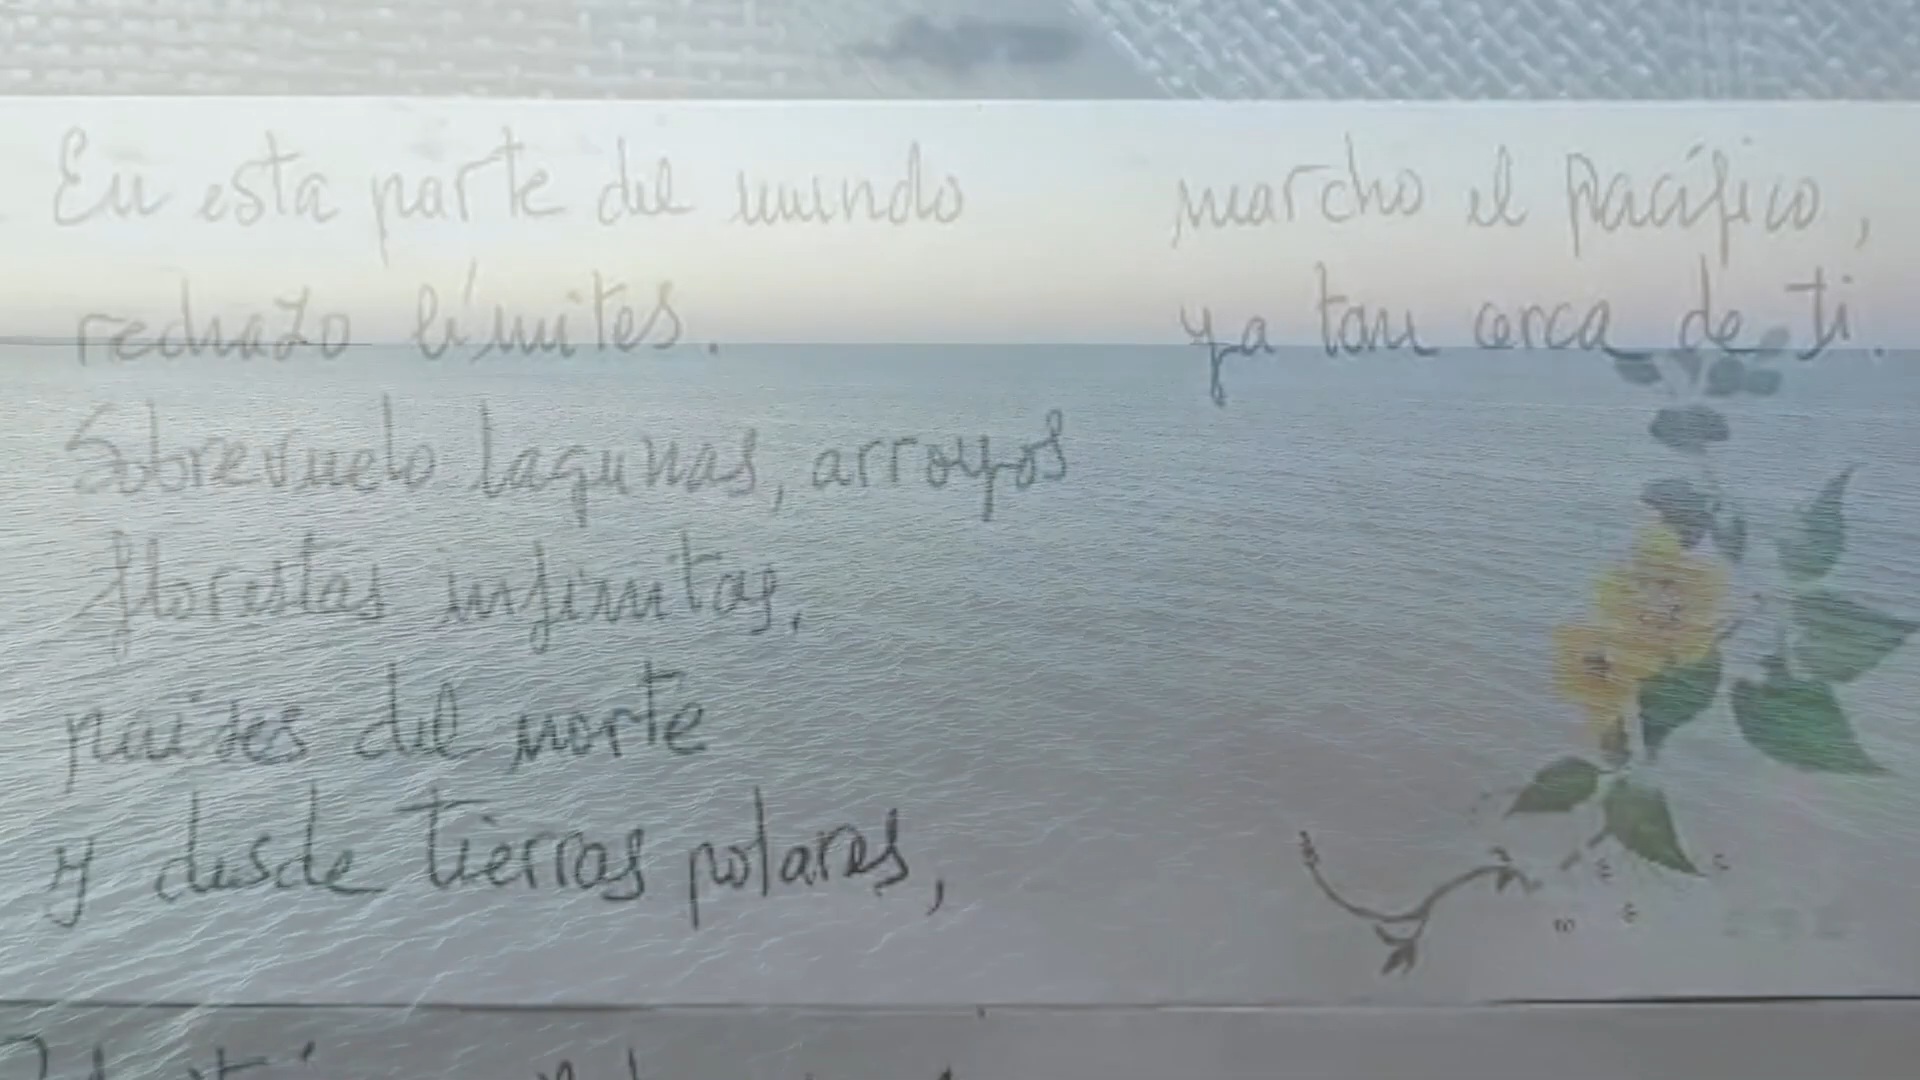 En esta parte del mundo
rechazo límites.
Sobrevuelo lagunas, arroyos
florestas infinitas,
países del norte
y desde tierras polares,
marcho el Pacífico,
ya tan cerca de ti.